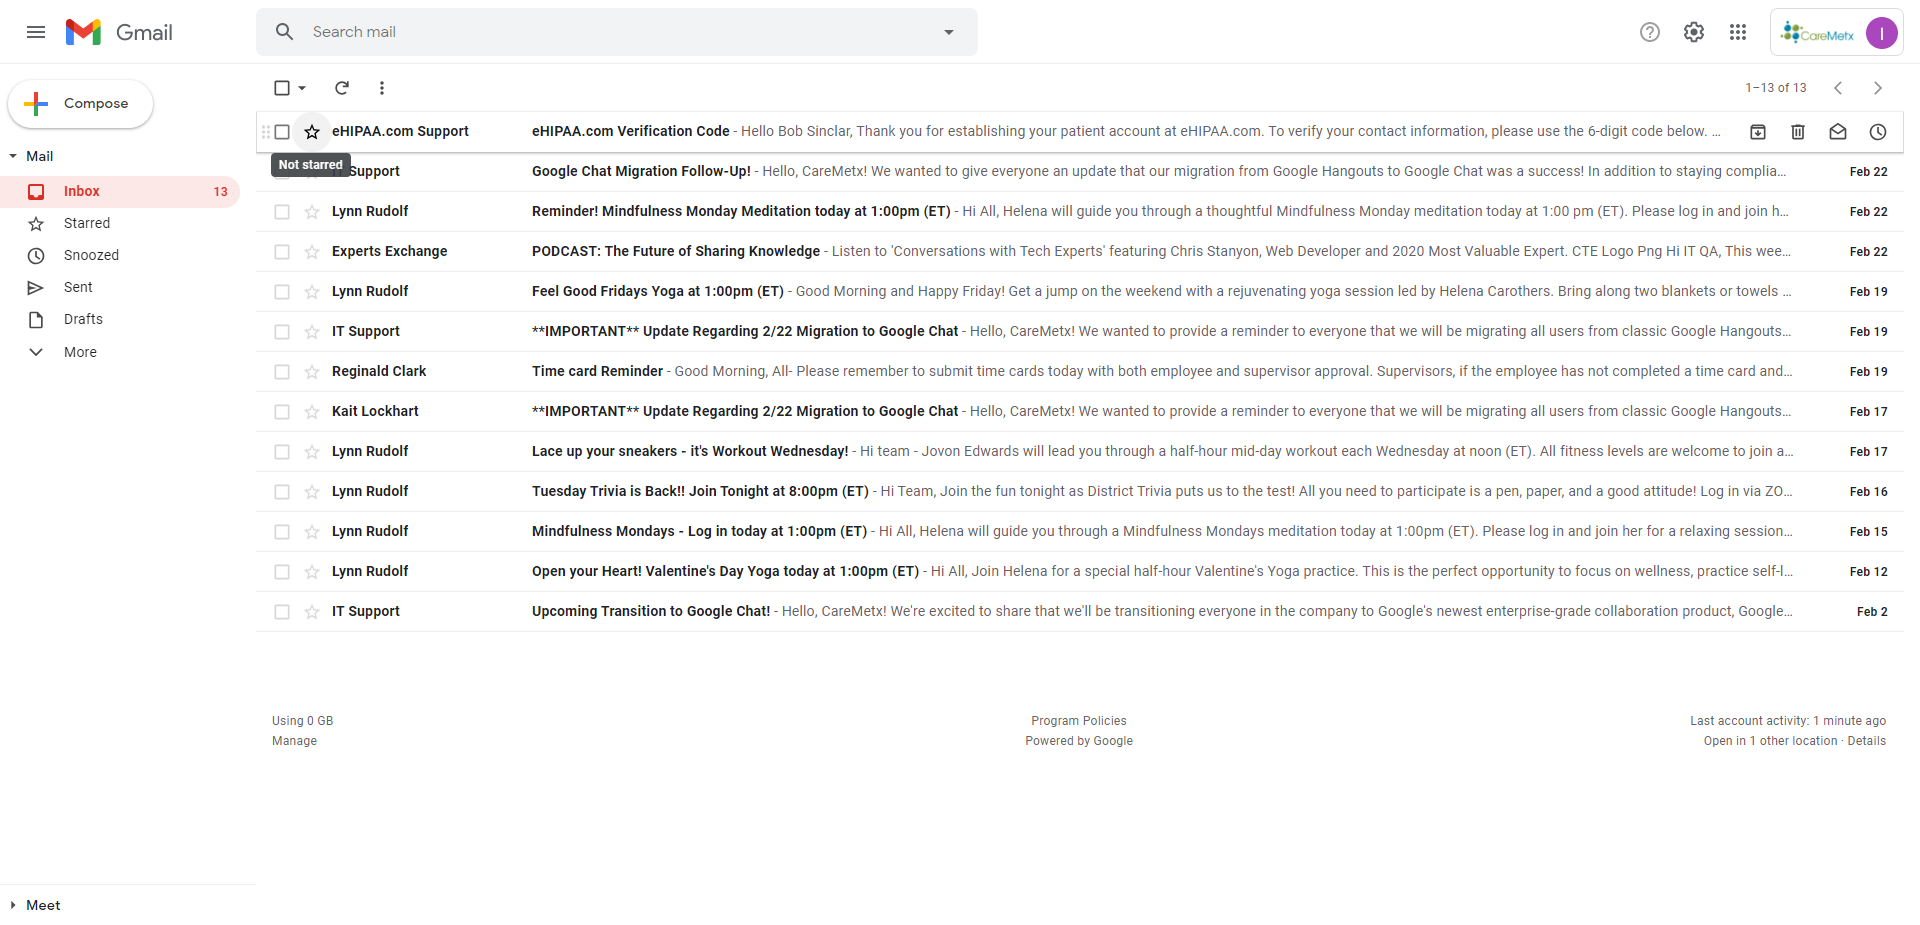 Gmail
Search mail
CareMetx
I
Compose
1–13 of 13
Mail
Inbox 13
Starred
Snoozed
Sent
Drafts
More
Meet
eHIPAA.com Support eHIPAA.com Verification Code - Hello Bob Sinclar, Thank you for establishing your patient account at eHIPAA.com. To verify your contact information, please use the 6-digit code below. …
Not starred
Support Google Chat Migration Follow-Up! - Hello, CareMetx! We wanted to give everyone an update that our migration from Google Hangouts to Google Chat was a success! In addition to staying complia… Feb 22
Lynn Rudolf Reminder! Mindfulness Monday Meditation today at 1:00pm (ET) - Hi All, Helena will guide you through a thoughtful Mindfulness Monday meditation today at 1:00 pm (ET). Please log in and join h… Feb 22
Experts Exchange PODCAST: The Future of Sharing Knowledge - Listen to 'Conversations with Tech Experts' featuring Chris Stanyon, Web Developer and 2020 Most Valuable Expert. CTE Logo Png Hi IT QA, This wee… Feb 22
Lynn Rudolf Feel Good Fridays Yoga at 1:00pm (ET) - Good Morning and Happy Friday! Get a jump on the weekend with a rejuvenating yoga session led by Helena Carothers. Bring along two blankets or towels … Feb 19
IT Support **IMPORTANT** Update Regarding 2/22 Migration to Google Chat - Hello, CareMetx! We wanted to provide a reminder to everyone that we will be migrating all users from classic Google Hangouts… Feb 19
Reginald Clark Time card Reminder - Good Morning, All- Please remember to submit time cards today with both employee and supervisor approval. Supervisors, if the employee has not completed a time card and… Feb 19
Kait Lockhart **IMPORTANT** Update Regarding 2/22 Migration to Google Chat - Hello, CareMetx! We wanted to provide a reminder to everyone that we will be migrating all users from classic Google Hangouts… Feb 17
Lynn Rudolf Lace up your sneakers - it's Workout Wednesday! - Hi team - Jovon Edwards will lead you through a half-hour mid-day workout each Wednesday at noon (ET). All fitness levels are welcome to join a… Feb 17
Lynn Rudolf Tuesday Trivia is Back!! Join Tonight at 8:00pm (ET) - Hi Team, Join the fun tonight as District Trivia puts us to the test! All you need to participate is a pen, paper, and a good attitude! Log in via ZO… Feb 16
Lynn Rudolf Mindfulness Mondays - Log in today at 1:00pm (ET) - Hi All, Helena will guide you through a Mindfulness Mondays meditation today at 1:00pm (ET). Please log in and join her for a relaxing session… Feb 15
Lynn Rudolf Open your Heart! Valentine's Day Yoga today at 1:00pm (ET) - Hi All, Join Helena for a special half-hour Valentine's Yoga practice. This is the perfect opportunity to focus on wellness, practice self-l… Feb 12
IT Support Upcoming Transition to Google Chat! - Hello, CareMetx! We're excited to share that we'll be transitioning everyone in the company to Google's newest enterprise-grade collaboration product, Google… Feb 2
Using 0 GB
Manage
Program Policies
Powered by Google
Last account activity: 1 minute ago
Open in 1 other location · Details